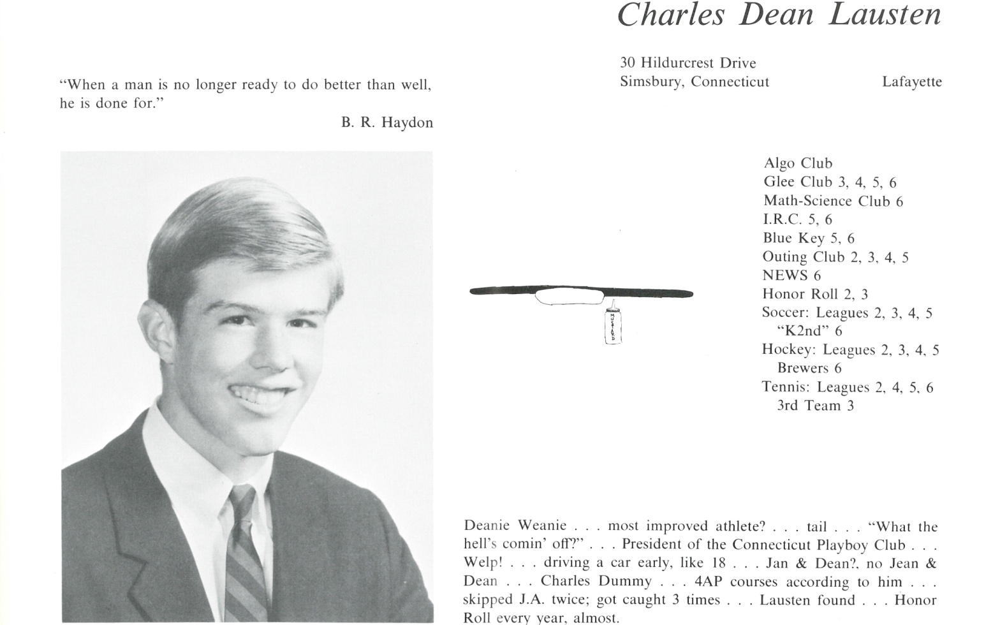 Charles Dean Lausten
30 Hildurcrest Drive
Simsbury, Connecticut Lafayette
“When a man is no longer ready to do better than well,
he is done for.”
B. R. Haydon
Algo Club
Glee Club 3, 4, 5, 6
Math-Science Club 6
I.R.C. 5, 6
Blue Key 5, 6
Outing Club 2, 3, 4, 5
NEWS 6
Honor Roll 2, 3
Soccer: Leagues 2, 3, 4, 5
“K2nd” 6
Hockey: Leagues 2, 3, 4, 5
Brewers 6
Tennis: Leagues 2, 4, 5, 6
3rd Team 3
MUSTARD
Deanie Weanie . . . most improved athlete? . . . tail . . . “What the
hell's comin' off?” . . . President of the Connecticut Playboy Club . . .
Welp! . . . driving a car early, like 18 . . . Jan & Dean?, no Jean &
Dean . . . Charles Dummy . . . 4AP courses according to him . . .
skipped J.A. twice; got caught 3 times . . . Lausten found . . . Honor
Roll every year, almost.